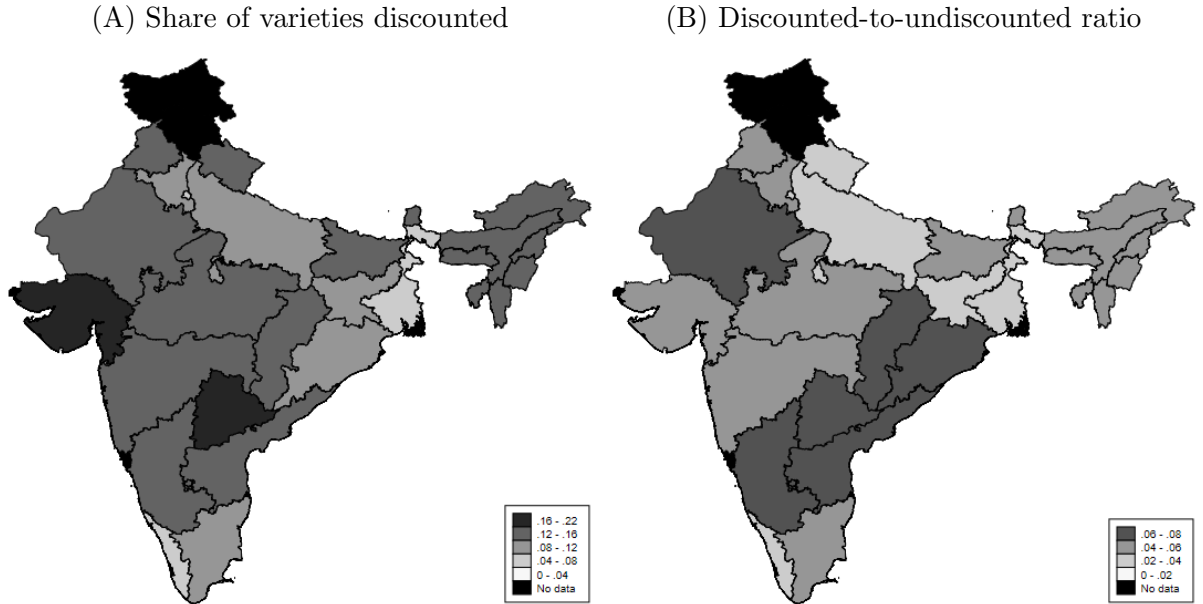 (A) Share of varieties discounted
(B) Discounted-to-undiscounted ratio
.16 - .22
.12 - .16
.08 - .12
.04 - .08
0 - .04
No data
.06 - .08
.04 - .06
.02 - .04
0 - .02
No data